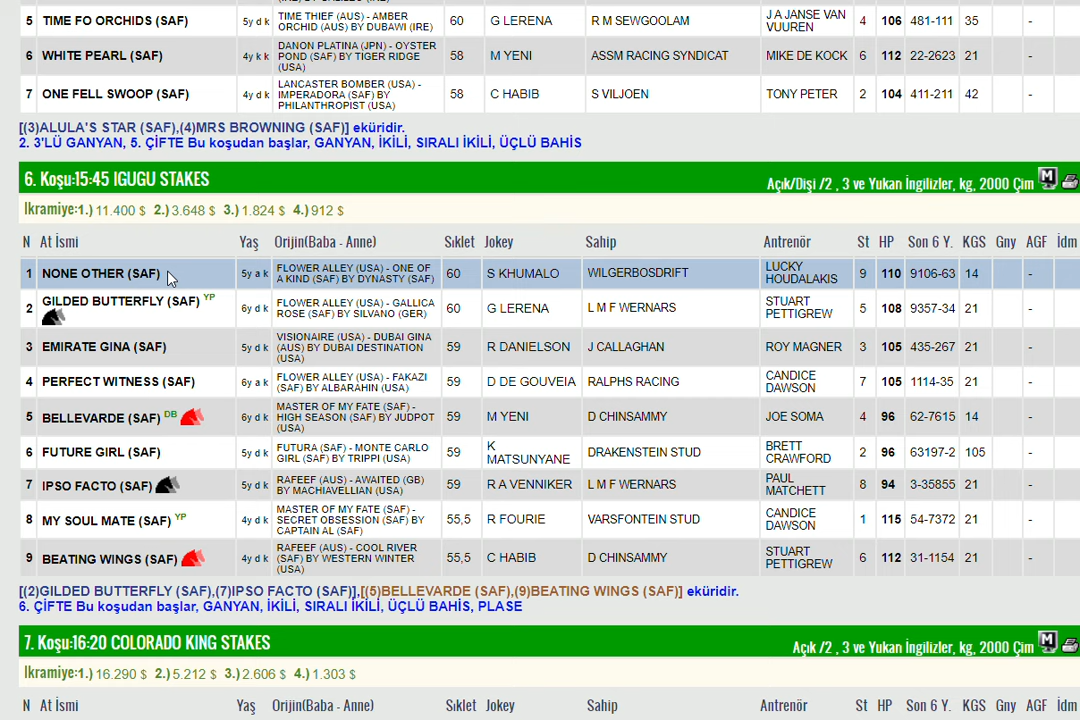 5 TIME FO ORCHIDS (SAF) 5y d k TIME THIEF (AUS) - AMBER ORCHID (AUS) BY DUBAWI (IRE) 60 G LERENA R M SEWGOOLAM J A JANSE VAN VUUREN 4 106 481-111 35 -
6 WHITE PEARL (SAF) 4y k k DANON PLATINA (JPN) - OYSTER POND (SAF) BY TIGER RIDGE (USA) 58 M YENI ASSM RACING SYNDICAT MIKE DE KOCK 6 112 22-2623 21 -
7 ONE FELL SWOOP (SAF) 4y d k LANCASTER BOMBER (USA) - IMPERADORA (SAF) BY PHILANTHROPIST (USA) 58 C HABIB S VILJOEN TONY PETER 2 104 411-211 42 -
[(3)ALULA'S STAR (SAF),(4)MRS BROWNING (SAF)] eküridir.
2. 3'LÜ GANYAN, 5. ÇİFTE Bu koşudan başlar, GANYAN, İKİLİ, SIRALI İKİLİ, ÜÇLÜ BAHİS
6. Koşu:15:45 IGUGU STAKES
Açık/Dişi /2 , 3 ve Yukarı İngilizler, kg, 2000 Çim M
Ikramiye:1.) 11.400 $ 2.) 3.648 $ 3.) 1.824 $ 4.) 912 $
N At İsmi Yaş Orijin(Baba - Anne) Sıklet Jokey Sahip Antrenör St HP Son 6 Y. KGS Gny AGF İdm
1 NONE OTHER (SAF) 5y a k FLOWER ALLEY (USA) - ONE OF A KIND (SAF) BY DYNASTY (SAF) 60 S KHUMALO WILGERBOSDRIFT LUCKY HOUDALAKIS 9 110 9106-63 14 -
2 GILDED BUTTERFLY (SAF) YP 6y d k FLOWER ALLEY (USA) - GALLICA ROSE (SAF) BY SILVANO (GER) 60 G LERENA L M F WERNARS STUART PETTIGREW 5 108 9357-34 21 -
3 EMIRATE GINA (SAF) 5y d k VISIONAIRE (USA) - DUBAI GINA (AUS) BY DUBAI DESTINATION (USA) 59 R DANIELSON J CALLAGHAN ROY MAGNER 3 105 435-267 21 -
4 PERFECT WITNESS (SAF) 6y a k FLOWER ALLEY (USA) - FAKAZI (SAF) BY ALBARAHIN (USA) 59 D DE GOUVEIA RALPHS RACING CANDICE DAWSON 7 105 1114-35 21 -
5 BELLEVARDE (SAF) DB 6y d k MASTER OF MY FATE (SAF) - HIGH SEASON (SAF) BY JUDPOT (USA) 59 M YENI D CHINSAMMY JOE SOMA 4 96 62-7615 14 -
6 FUTURE GIRL (SAF) 5y d k FUTURA (SAF) - MONTE CARLO GIRL (SAF) BY TRIPPI (USA) 59 K MATSUNYANE DRAKENSTEIN STUD BRETT CRAWFORD 2 96 63197-2 105 -
7 IPSO FACTO (SAF) 5y d k RAFEEF (AUS) - AWAITED (GB) BY MACHIAVELLIAN (USA) 59 R A VENNIKER L M F WERNARS PAUL MATCHETT 8 94 3-35855 21 -
8 MY SOUL MATE (SAF) YP 4y d k MASTER OF MY FATE (SAF) - SECRET OBSESSION (SAF) BY CAPTAIN AL (SAF) 55,5 R FOURIE VARSFONTEIN STUD CANDICE DAWSON 1 115 54-7372 21 -
9 BEATING WINGS (SAF) 4y d k RAFEEF (AUS) - COOL RIVER (SAF) BY WESTERN WINTER (USA) 55,5 C HABIB D CHINSAMMY STUART PETTIGREW 6 112 31-1154 21 -
[(2)GILDED BUTTERFLY (SAF),(7)IPSO FACTO (SAF)],[(5)BELLEVARDE (SAF),(9)BEATING WINGS (SAF)] eküridir.
6. ÇİFTE Bu koşudan başlar, GANYAN, İKİLİ, SIRALI İKİLİ, ÜÇLÜ BAHİS, PLASE
7. Koşu:16:20 COLORADO KING STAKES
Açık /2 , 3 ve Yukarı İngilizler, kg, 2000 Çim M
Ikramiye:1.) 16.290 $ 2.) 5.212 $ 3.) 2.606 $ 4.) 1.303 $
N At İsmi Yaş Orijin(Baba - Anne) Sıklet Jokey Sahip Antrenör St HP Son 6 Y. KGS Gny AGF İdm